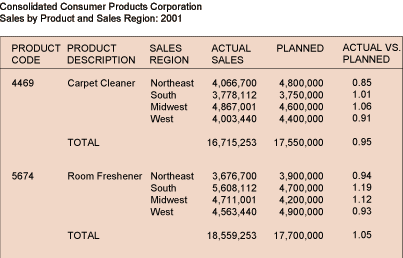 Consolidated Consumer Products Corporation
Sales by Product and Sales Region: 2001
PRODUCT CODE PRODUCT DESCRIPTION SALES REGION ACTUAL SALES PLANNED ACTUAL VS. PLANNED
4469 Carpet Cleaner Northeast 4,066,700 4,800,000 0.85
South 3,778,112 3,750,000 1.01
Midwest 4,867,001 4,600,000 1.06
West 4,003,440 4,400,000 0.91
TOTAL 16,715,253 17,550,000 0.95
5674 Room Freshener Northeast 3,676,700 3,900,000 0.94
South 5,608,112 4,700,000 1.19
Midwest 4,711,001 4,200,000 1.12
West 4,563,440 4,900,000 0.93
TOTAL 18,559,253 17,700,000 1.05